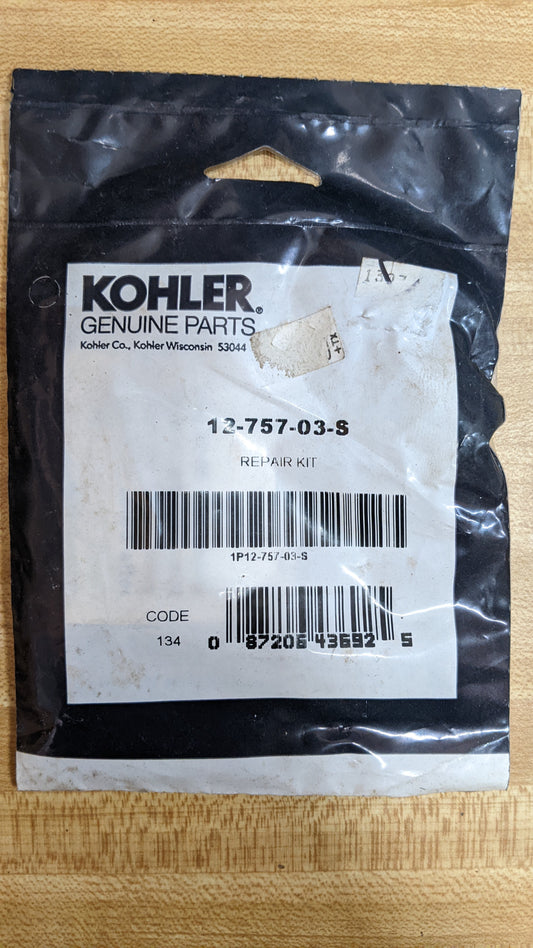 KOHLER®
GENUINE PARTS
Kohler Co., Kohler Wisconsin 53044
12-757-03-S
REPAIR KIT
1P12-757-03-S
CODE
134
0 87206 43692 5